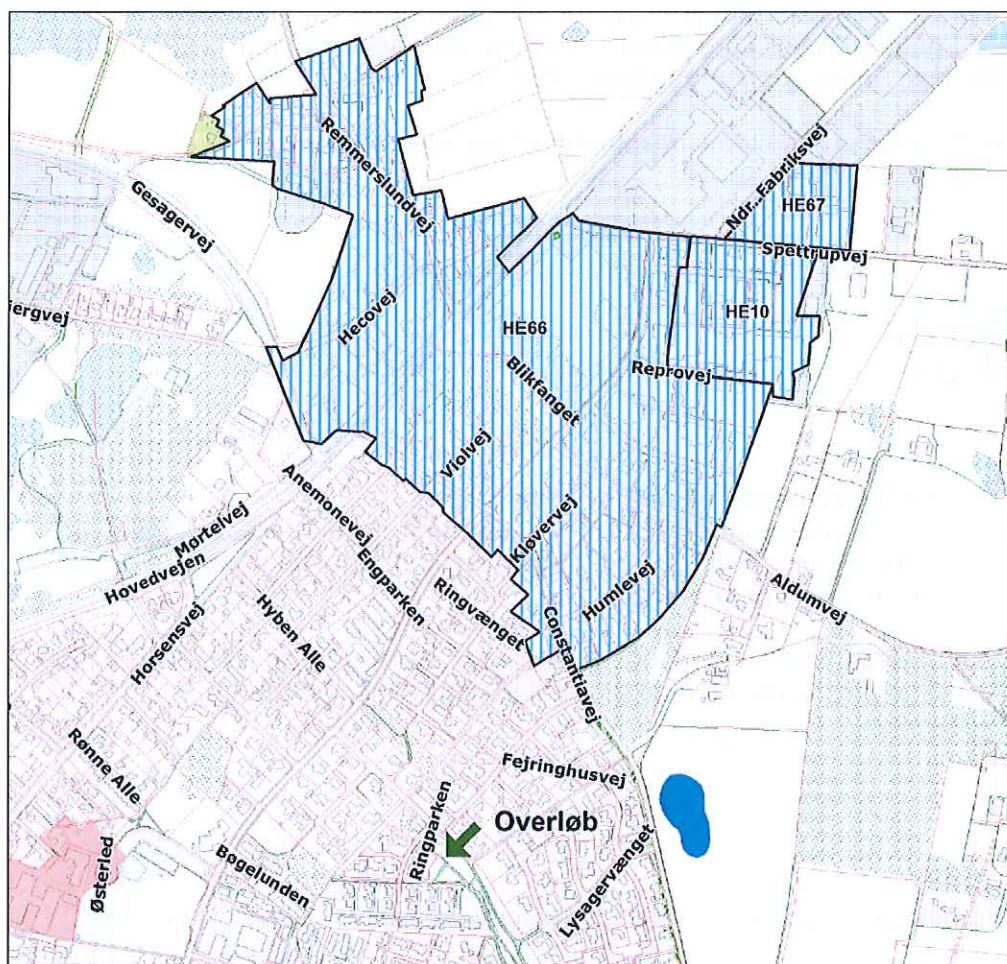 Remmerslundvej
Ndr. Fabriksvej
HE67
Gesagervej
Spettrupvej
Hecovej
HE66
HE10
Blikfanget
Reprovej
Violvej
Anemonevej
Mørtelvej
Hovedvejen
Kløvervej
Engparken
Humlevej
Aldumvej
Ringvænget
Constantiavej
Hyben Alle
Horsensvej
Rønne Alle
Fejringhusvej
Ringparken
Overløb
Lysagervænget
Bøgelunden
Østerled